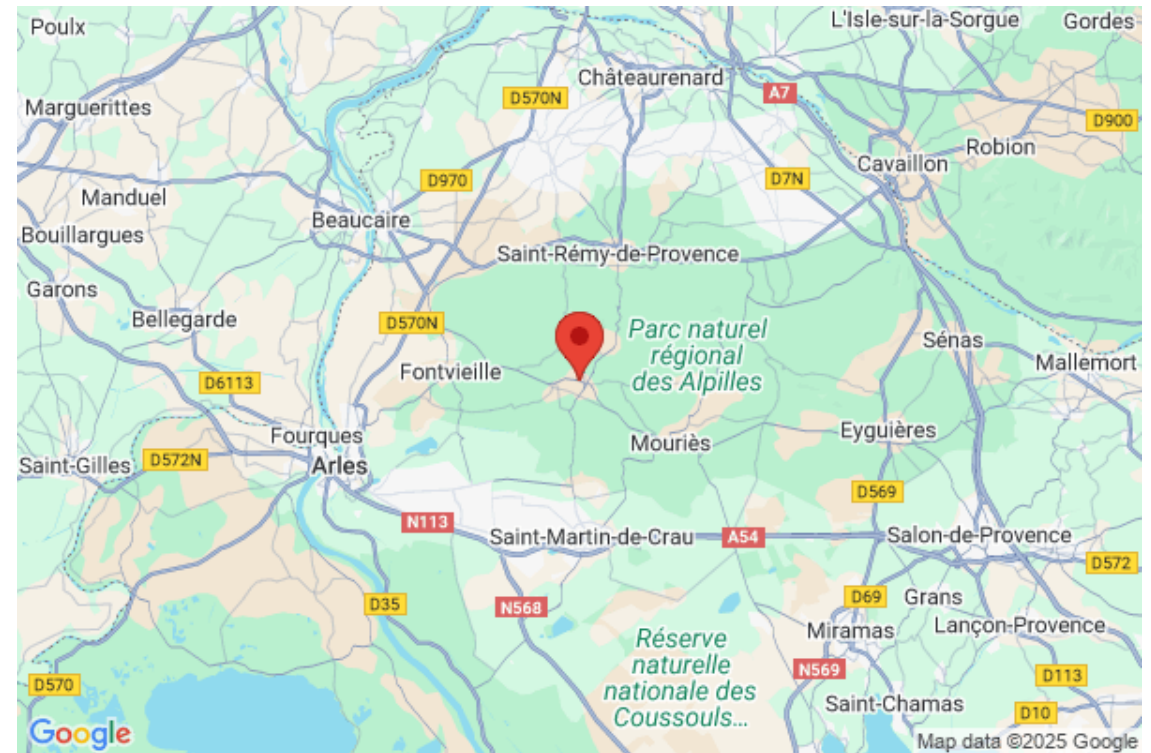 Poulx
L'Isle-sur-la-Sorgue
Gordes
Châteaurenard
A7
D570N
Marguerittes
D900
Robion
Cavaillon
D970
D7N
Manduel
Beaucaire
Bouillargues
Saint-Rémy-de-Provence
Garons
Bellegarde
D570N
Parc naturel
régional
des Alpilles
Sénas
Mallemort
Fontvieille
D6113
Fourques
Mouriès
Eyguières
Saint-Gilles
D572N
Arles
D569
N113
Saint-Martin-de-Crau
A54
Salon-de-Provence
D572
D35
N568
D69
Grans
Miramas
Lançon-Provence
Réserve
naturelle
nationale des
Coussouls...
N569
D113
D570
Saint-Chamas
D10
Google
Map data ©2025 Google